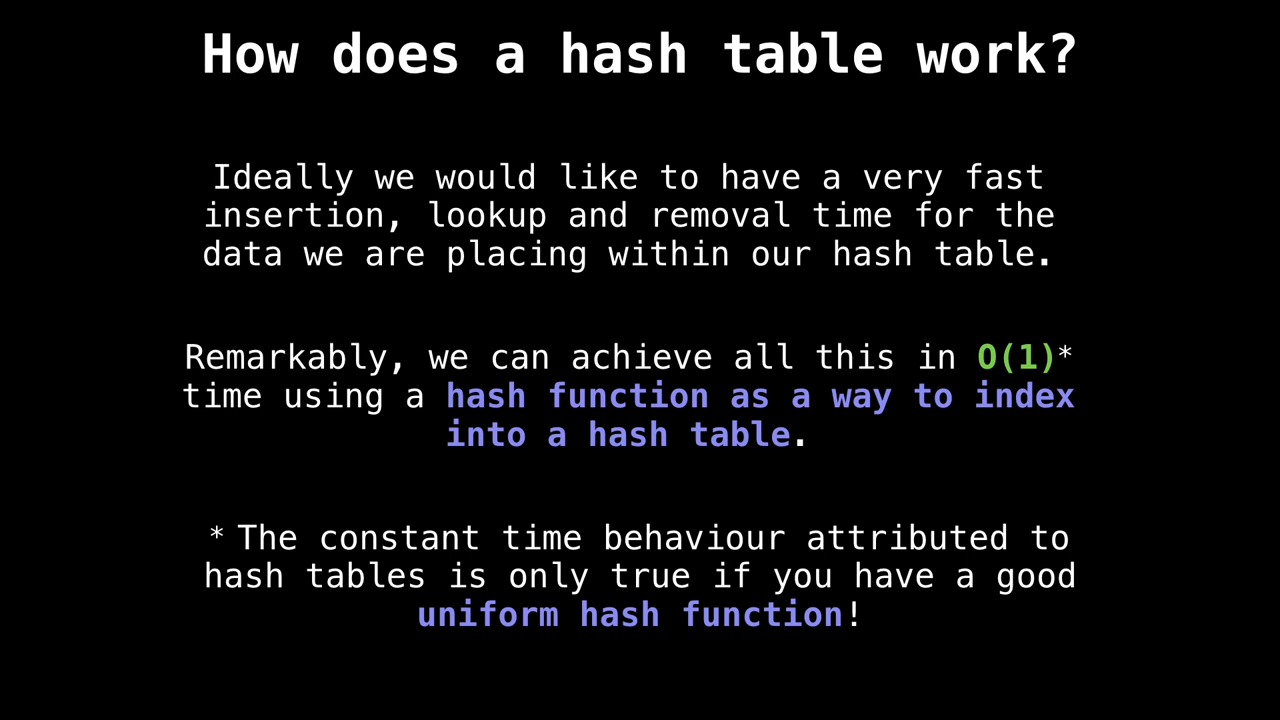 How does a hash table work?
Ideally we would like to have a very fast
insertion, lookup and removal time for the
data we are placing within our hash table.
Remarkably, we can achieve all this in O(1)*
time using a hash function as a way to index
into a hash table.
* The constant time behaviour attributed to
hash tables is only true if you have a good
uniform hash function!